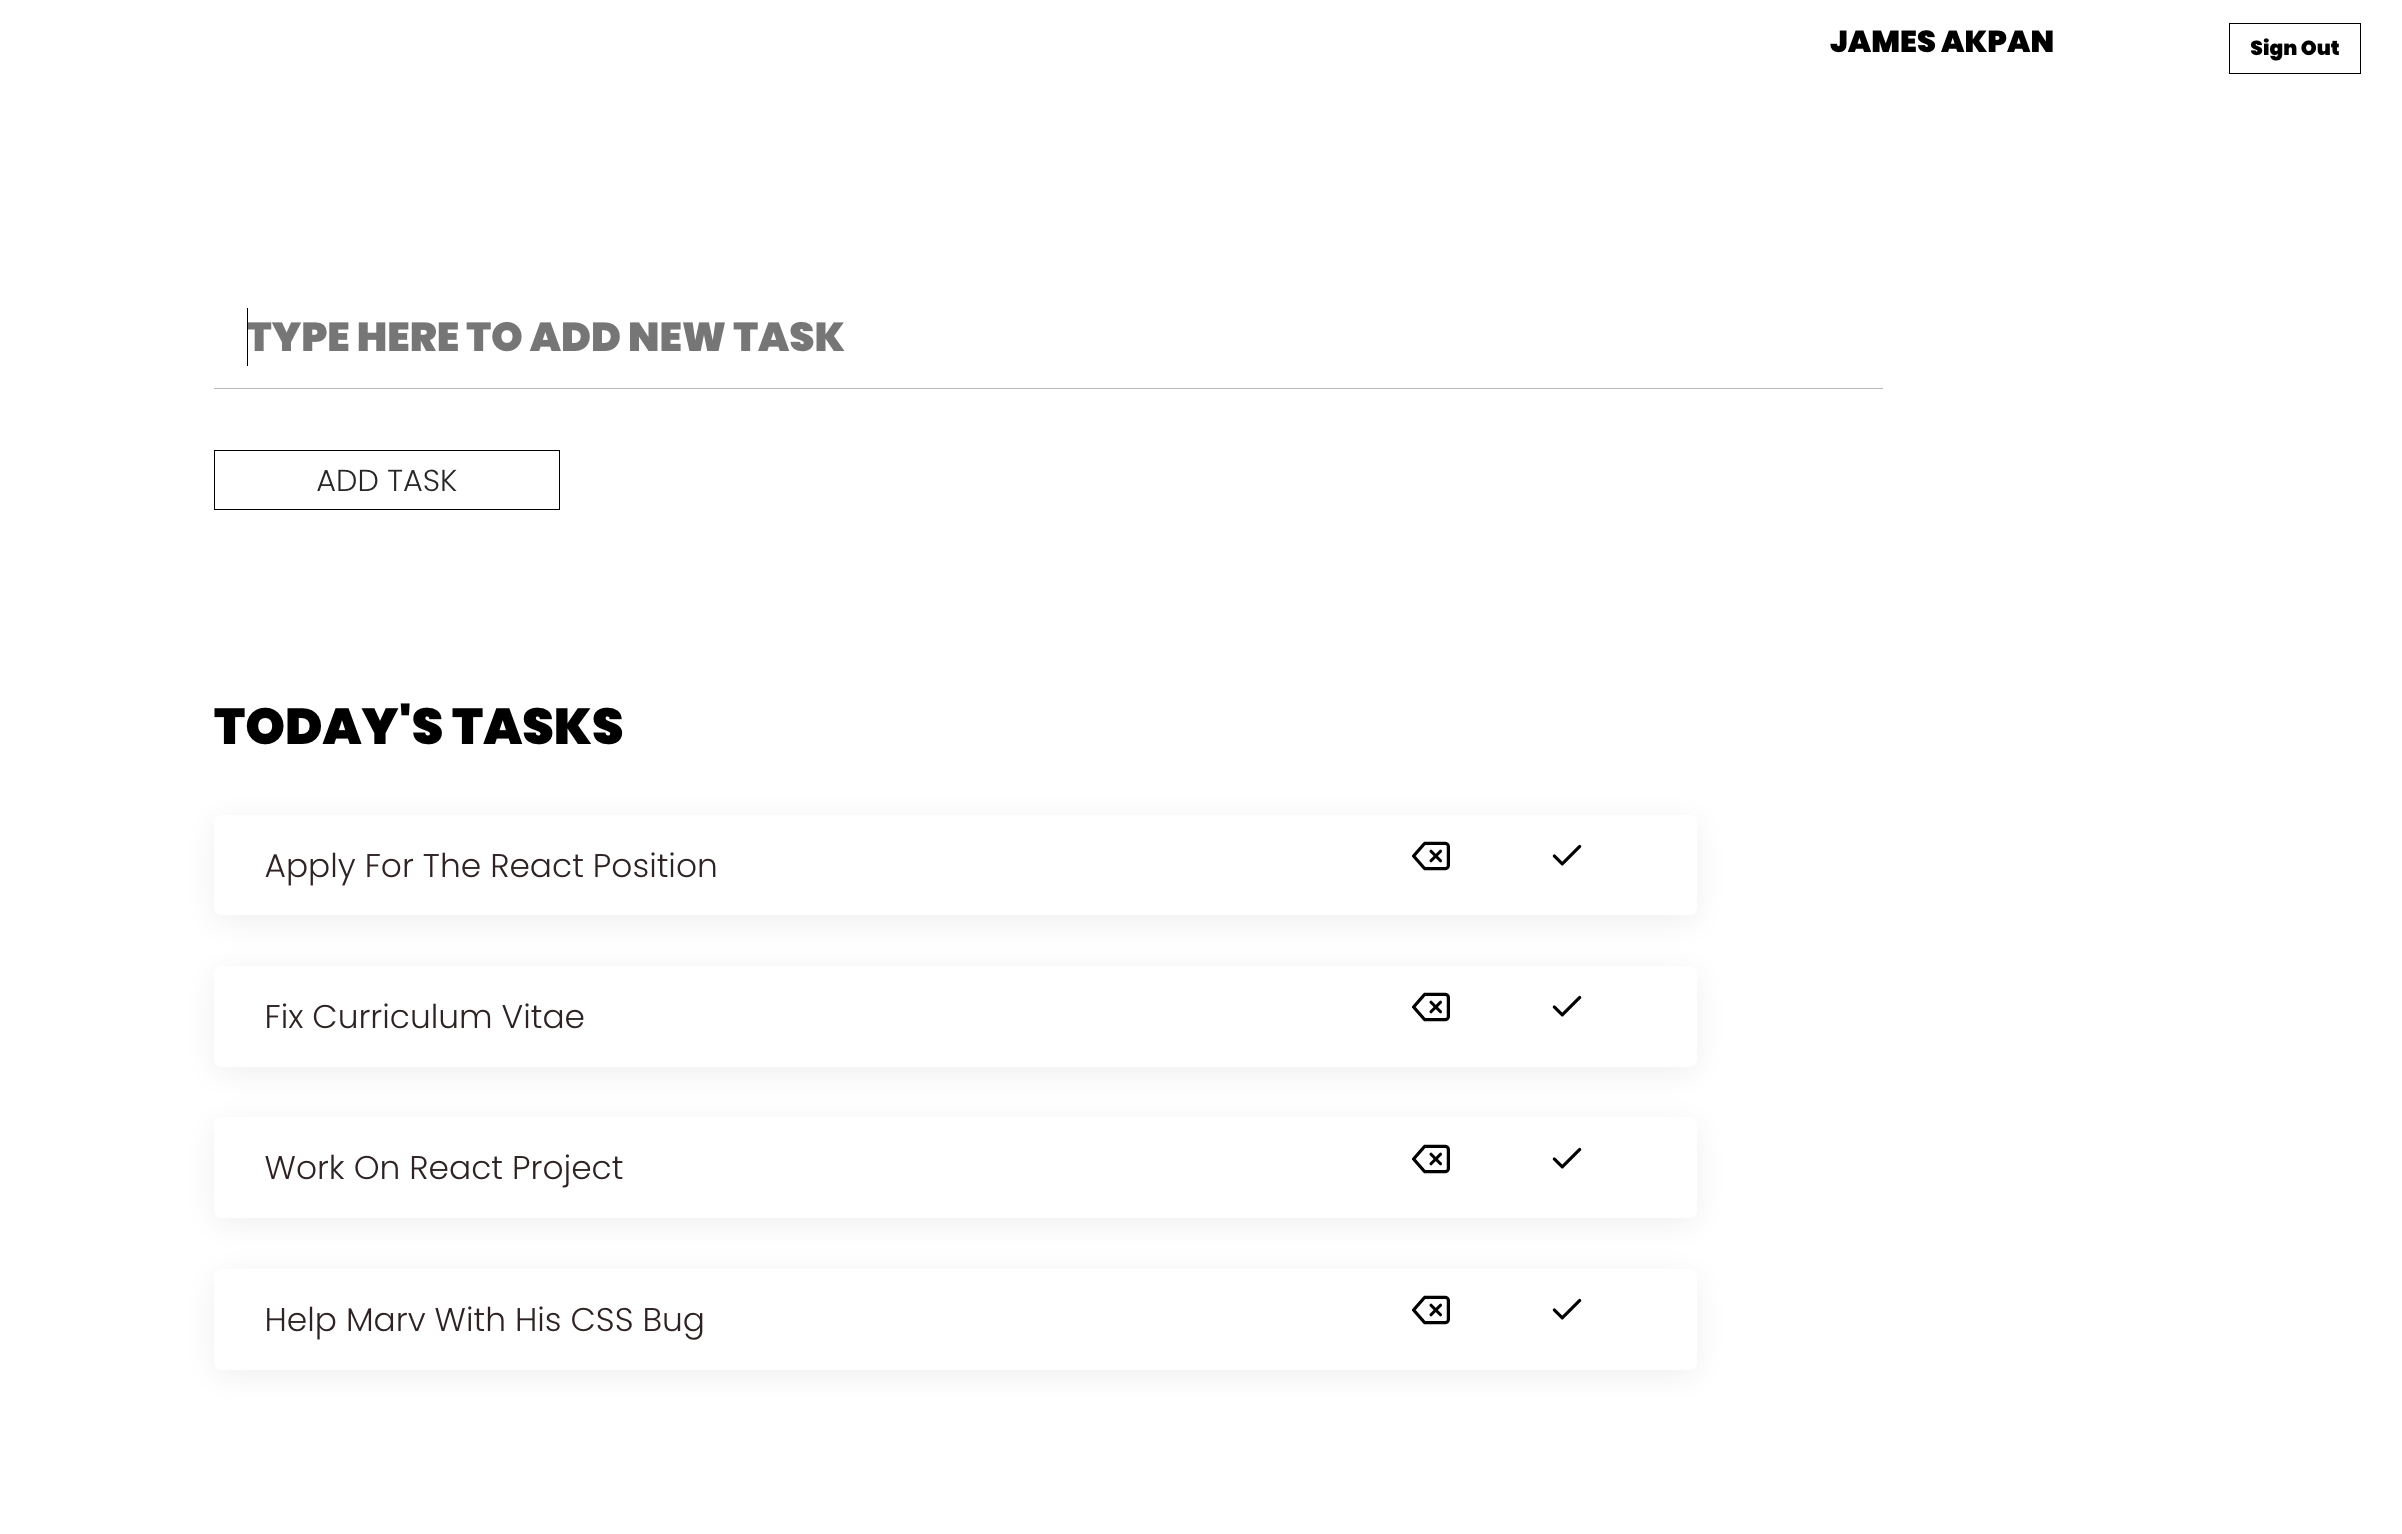 JAMES AKPAN
Sign Out
TYPE HERE TO ADD NEW TASK
ADD TASK
TODAY'S TASKS
Apply For The React Position
Fix Curriculum Vitae
Work On React Project
Help Marv With His CSS Bug